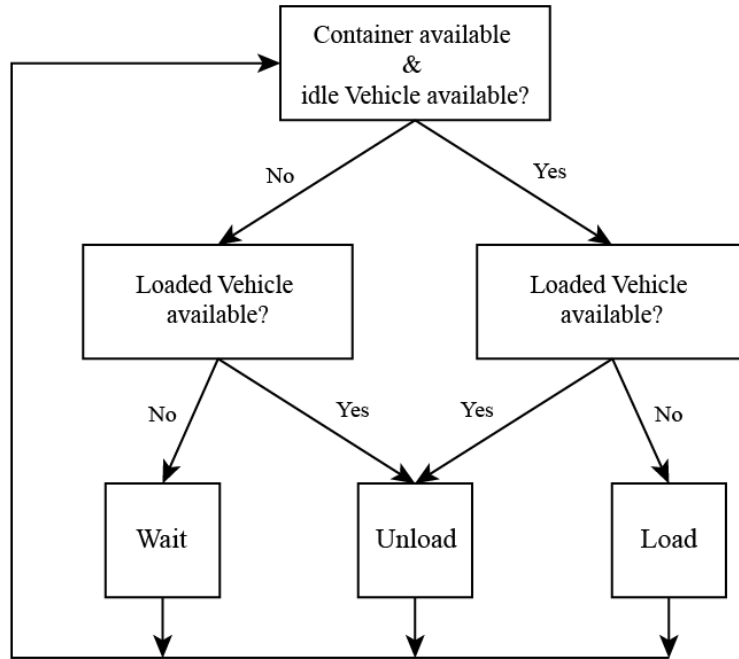 Container available
&
idle Vehicle available?
No
Yes
Loaded Vehicle
available?
Loaded Vehicle
available?
No
Yes
Yes
No
Wait
Unload
Load